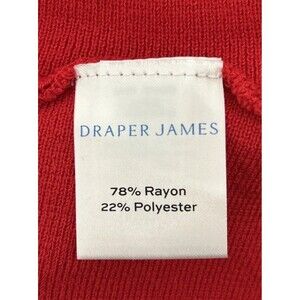 DRAPER JAMES
78% Rayon
22% Polyester